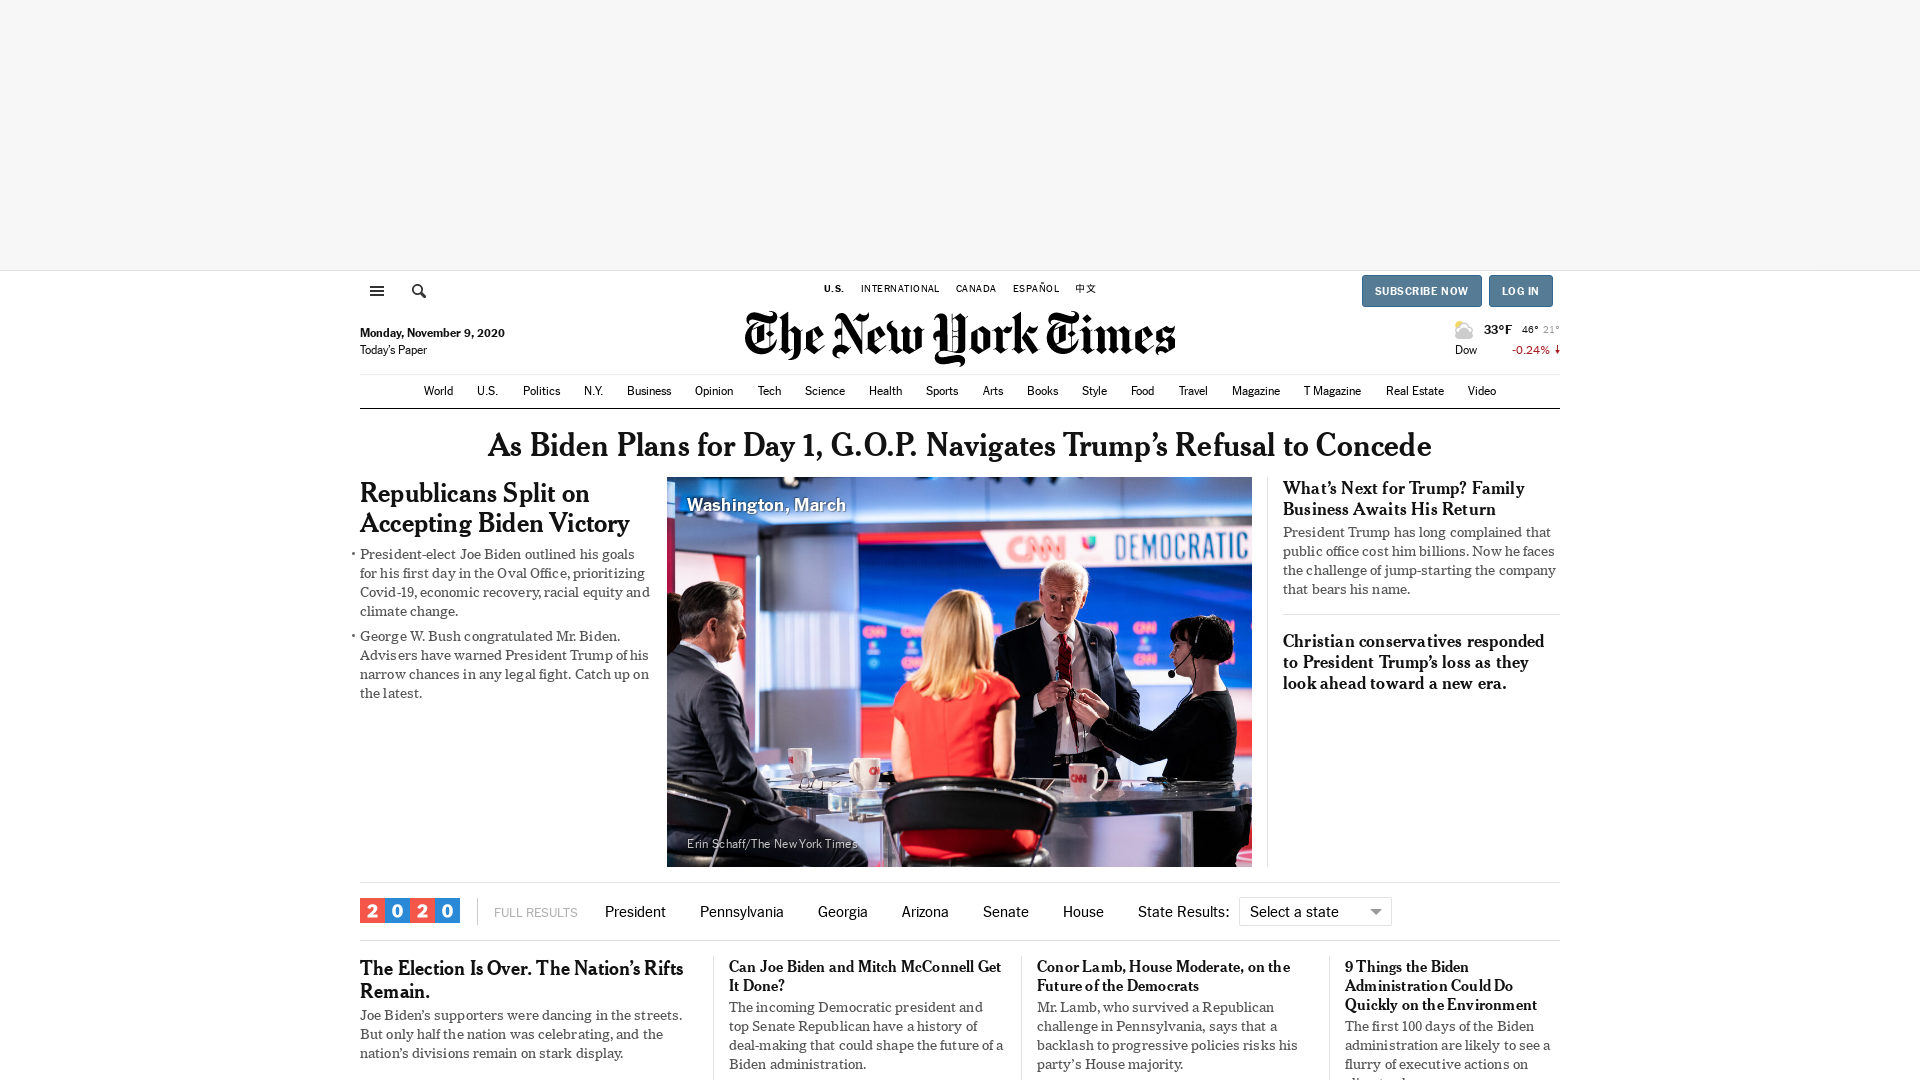 U.S. INTERNATIONAL CANADA ESPAÑOL 中文
SUBSCRIBE NOW LOG IN
The New York Times
Monday, November 9, 2020
Today's Paper
33°F 46° 21°
Dow -0.24% ↓
World U.S. Politics N.Y. Business Opinion Tech Science Health Sports Arts Books Style Food Travel Magazine T Magazine Real Estate Video
As Biden Plans for Day 1, G.O.P. Navigates Trump’s Refusal to Concede
Republicans Split on
Accepting Biden Victory
• President-elect Joe Biden outlined his goals
for his first day in the Oval Office, prioritizing
Covid-19, economic recovery, racial equity and
climate change.
• George W. Bush congratulated Mr. Biden.
Advisers have warned President Trump of his
narrow chances in any legal fight. Catch up on
the latest.
Washington, March
CNN DEMOCRATIC
CNN CNN CNN CNN
CNN CNN
CNN
Erin Schaff/The New York Times
What’s Next for Trump? Family
Business Awaits His Return
President Trump has long complained that
public office cost him billions. Now he faces
the challenge of jump-starting the company
that bears his name.
Christian conservatives responded
to President Trump’s loss as they
look ahead toward a new era.
2020 FULL RESULTS President Pennsylvania Georgia Arizona Senate House State Results: Select a state
The Election Is Over. The Nation’s Rifts
Remain.
Joe Biden’s supporters were dancing in the streets.
But only half the nation was celebrating, and the
nation’s divisions remain on stark display.
Can Joe Biden and Mitch McConnell Get
It Done?
The incoming Democratic president and
top Senate Republican have a history of
deal-making that could shape the future of a
Biden administration.
Conor Lamb, House Moderate, on the
Future of the Democrats
Mr. Lamb, who survived a Republican
challenge in Pennsylvania, says that a
backlash to progressive policies risks his
party’s House majority.
9 Things the Biden
Administration Could Do
Quickly on the Environment
The first 100 days of the Biden
administration are likely to see a
flurry of executive actions on